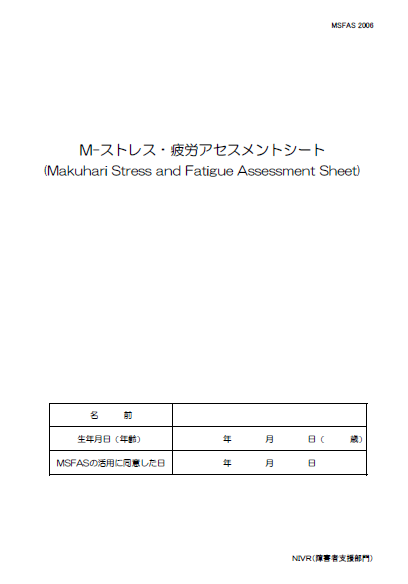 MSFAS 2006
M-ストレス・疲労アセスメントシート
(Makuhari Stress and Fatigue Assessment Sheet)
名 前
生年月日(年齢) 年 月 日( 歳)
MSFASの活用に同意した日 年 月 日
NIVR(障害者支援部門)